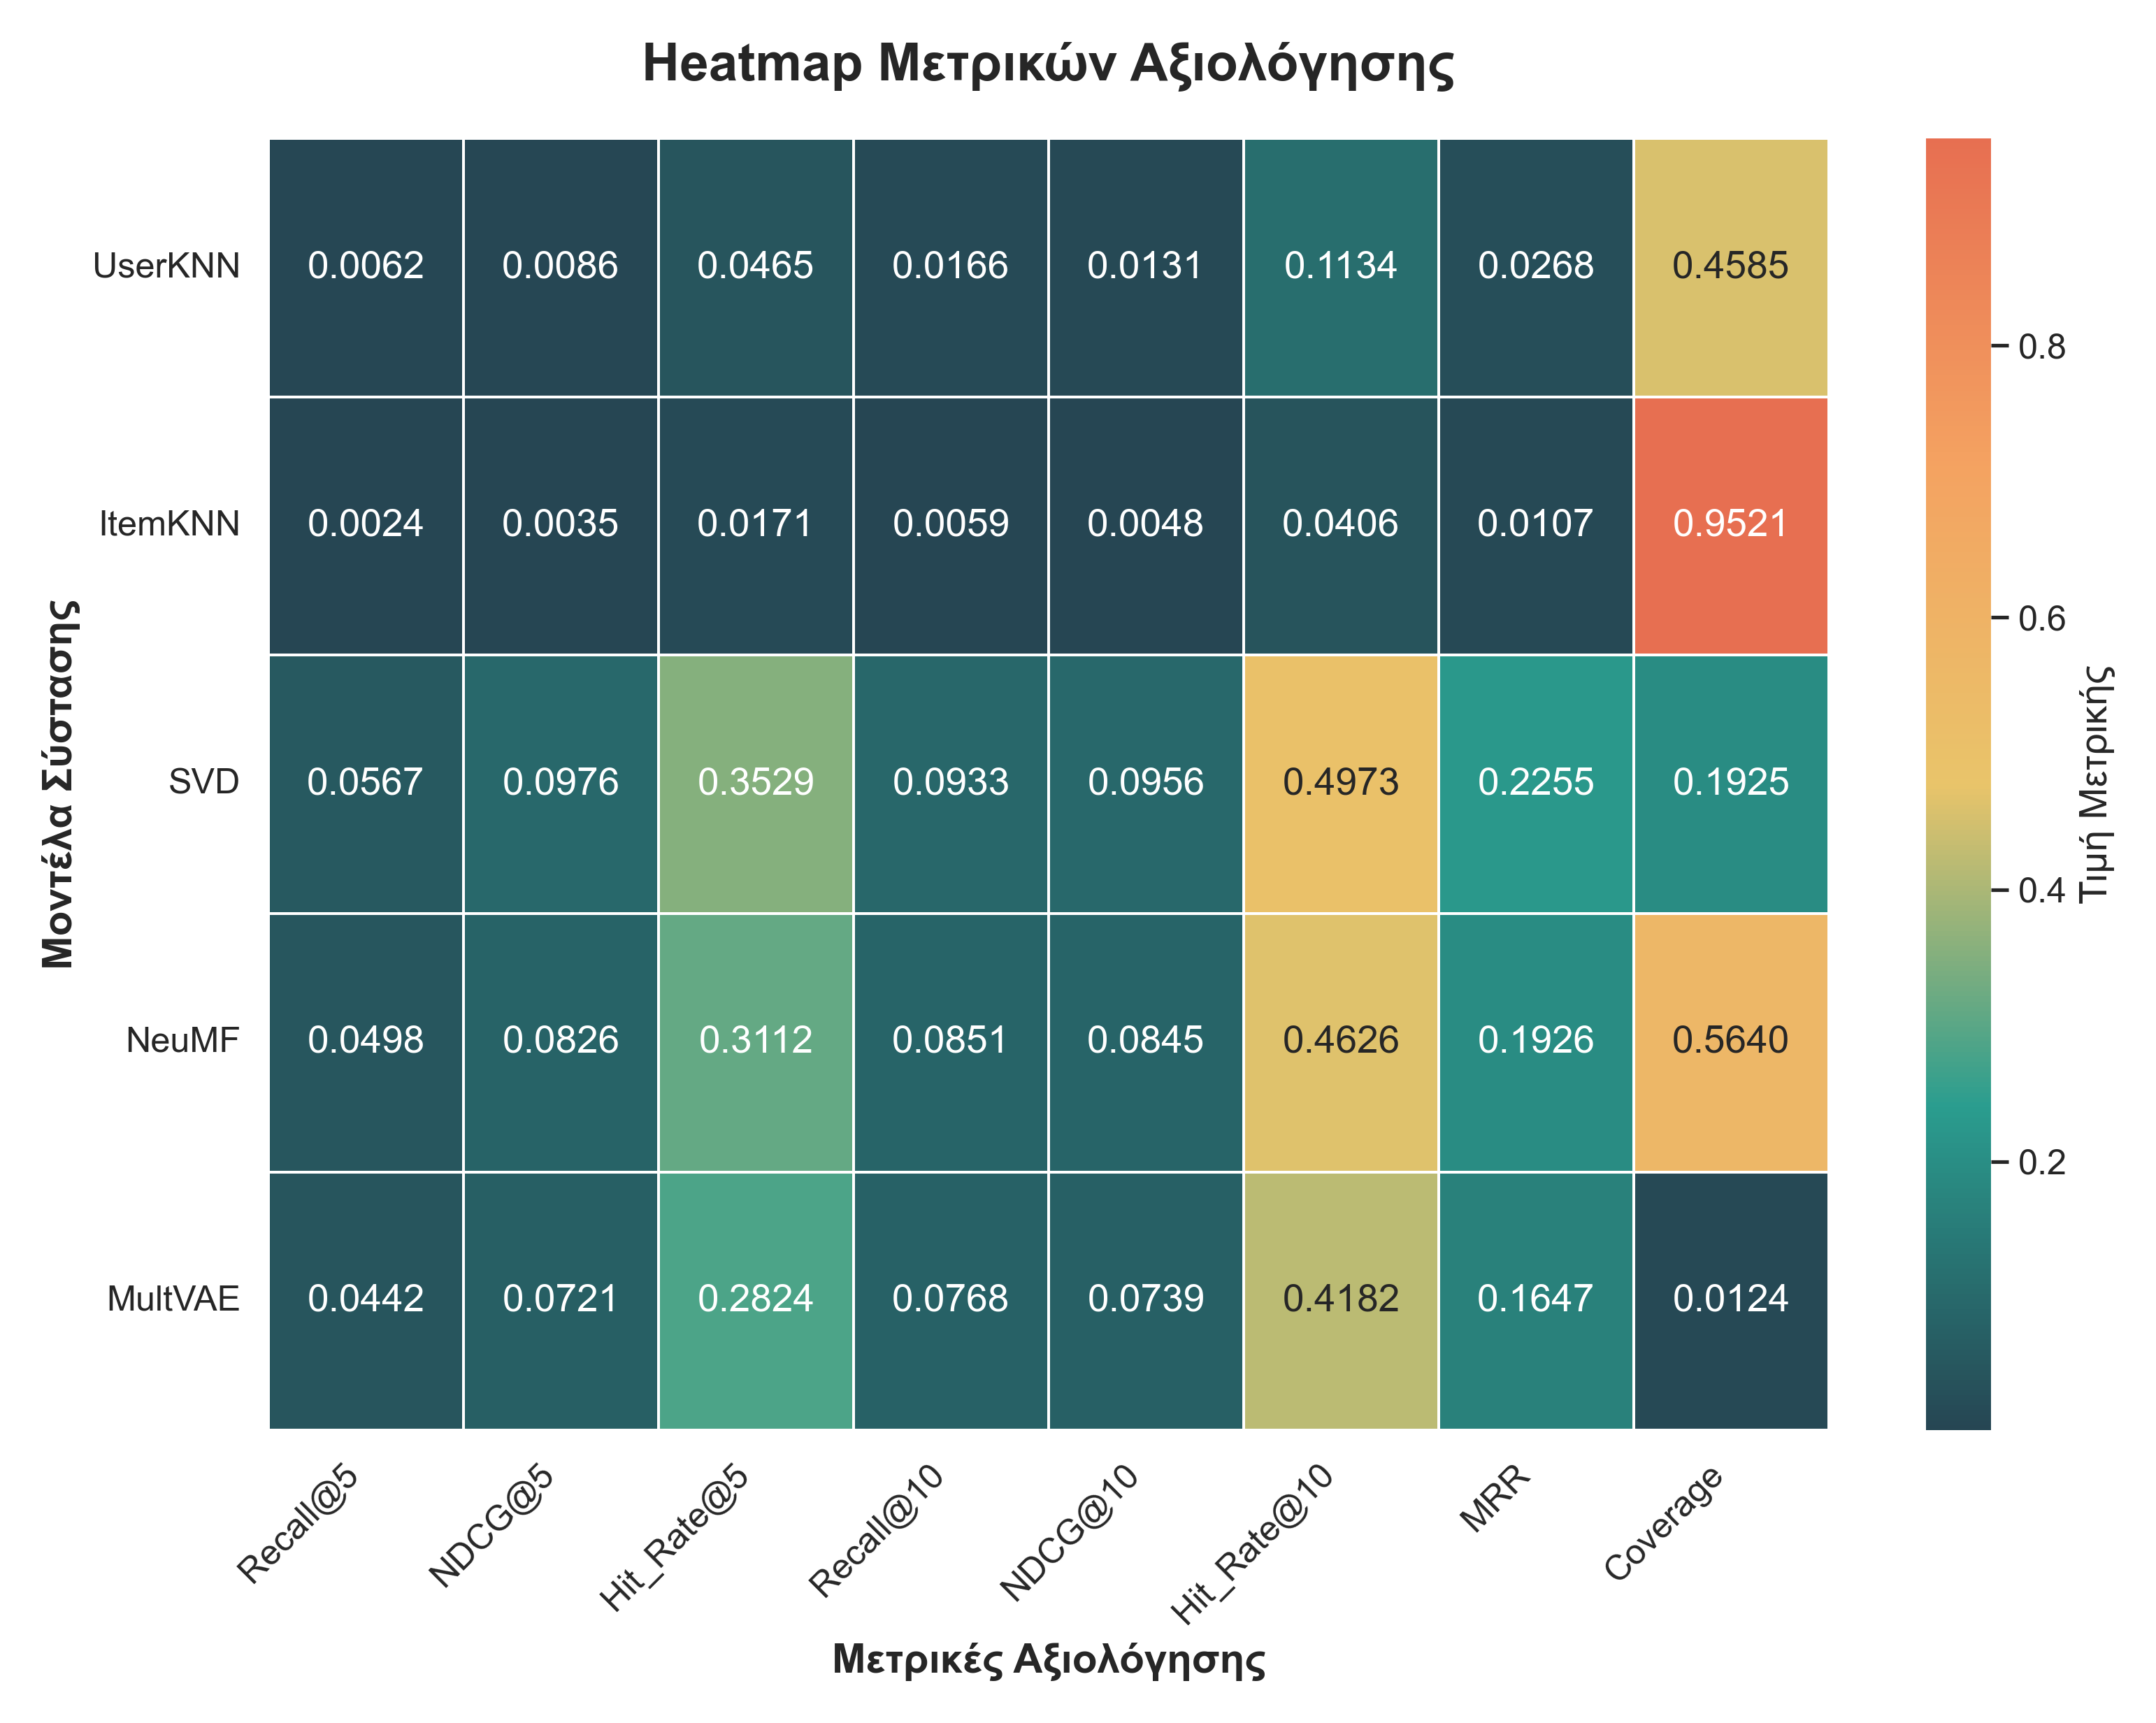 Heatmap Μετρικών Αξιολόγησης
Μοντέλα Σύστασης
UserKNN 0.0062 0.0086 0.0465 0.0166 0.0131 0.1134 0.0268 0.4585
ItemKNN 0.0024 0.0035 0.0171 0.0059 0.0048 0.0406 0.0107 0.9521
SVD 0.0567 0.0976 0.3529 0.0933 0.0956 0.4973 0.2255 0.1925
NeuMF 0.0498 0.0826 0.3112 0.0851 0.0845 0.4626 0.1926 0.5640
MultVAE 0.0442 0.0721 0.2824 0.0768 0.0739 0.4182 0.1647 0.0124
Recall@5 NDCG@5 Hit_Rate@5 Recall@10 NDCG@10 Hit_Rate@10 MRR Coverage
Μετρικές Αξιολόγησης
0.8
0.6
0.4
0.2
Τιμή Μετρικής